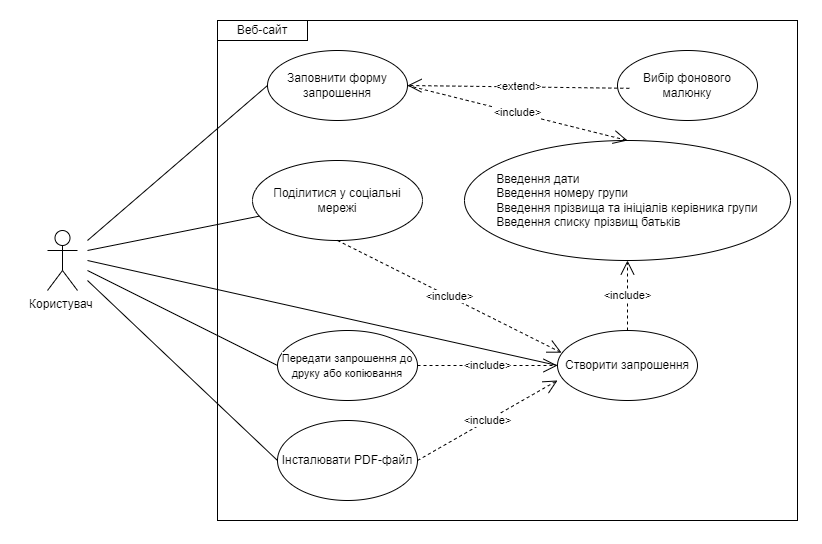 Веб-сайт
Заповнити форму
запрошення
<extend>
Вибір фонового
малюнку
<include>
Введення дати
Введення номеру групи
Введення прізвища та ініціалів керівника групи
Введення списку прізвищ батьків
Поділитися у соціальні
мережі
Користувач
<include>
<include>
Передати запрошення до
друку або копіювання
<include>
Створити запрошення
<include>
Інсталювати PDF-файл